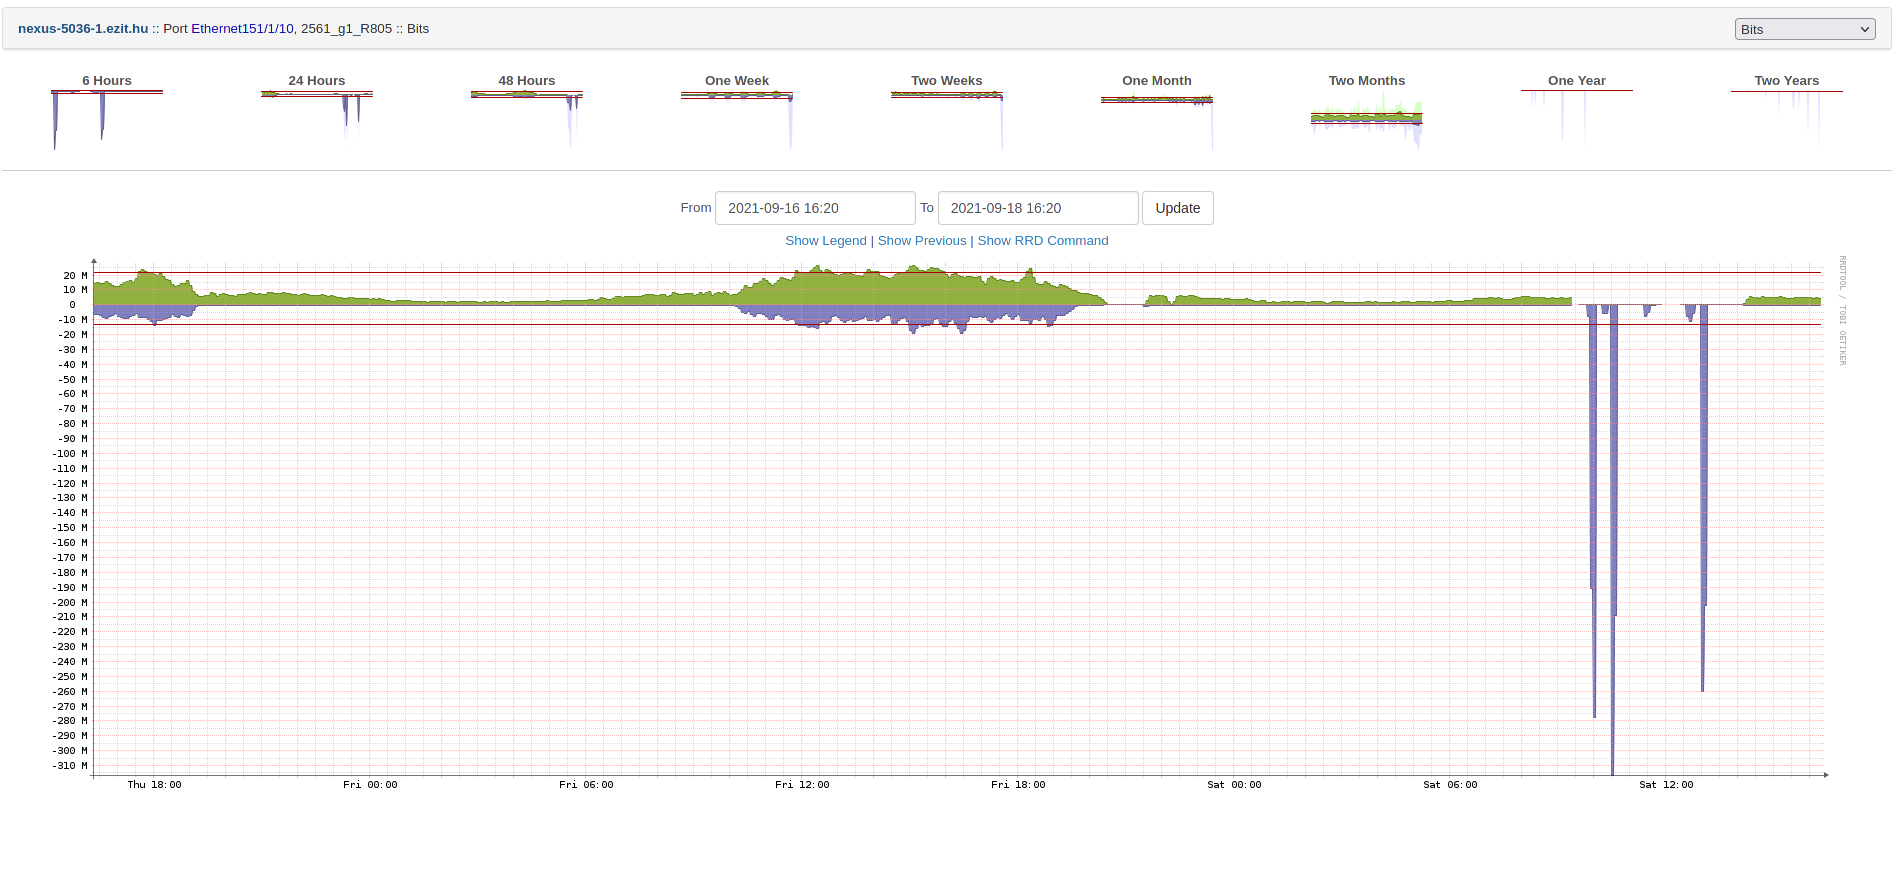 nexus-5036-1.ezit.hu :: Port Ethernet151/1/10, 2561_g1_R805 :: Bits
Bits
6 Hours 24 Hours 48 Hours One Week Two Weeks One Month Two Months One Year Two Years
From 2021-09-16 16:20 To 2021-09-18 16:20 Update
Show Legend | Show Previous | Show RRD Command
RRDTOOL / TOBI OETIKER
20 M
10 M
0
-10 M
-20 M
-30 M
-40 M
-50 M
-60 M
-70 M
-80 M
-90 M
-100 M
-110 M
-120 M
-130 M
-140 M
-150 M
-160 M
-170 M
-180 M
-190 M
-200 M
-210 M
-220 M
-230 M
-240 M
-250 M
-260 M
-270 M
-280 M
-290 M
-300 M
-310 M
Thu 18:00 Fri 00:00 Fri 06:00 Fri 12:00 Fri 18:00 Sat 00:00 Sat 06:00 Sat 12:00